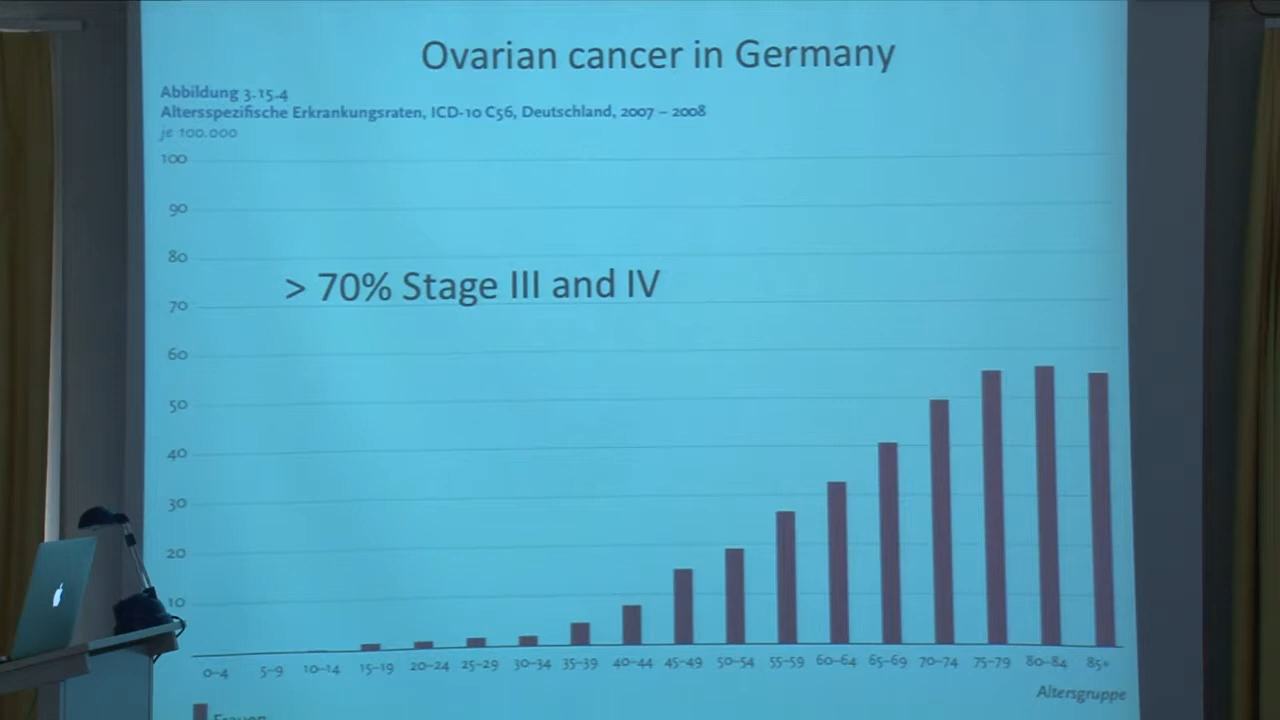 Ovarian cancer in Germany
Abbildung 3.15.4
Altersspezifische Erkrankungsraten, ICD-10 C56, Deutschland, 2007 – 2008
je 100.000
100
90
80
> 70% Stage III and IV
70
60
50
40
30
20
10
0–4 5–9 10–14 15–19 20–24 25–29 30–34 35–39 40–44 45–49 50–54 55–59 60–64 65–69 70–74 75–79 80–84 85+
Altersgruppe
Frauen